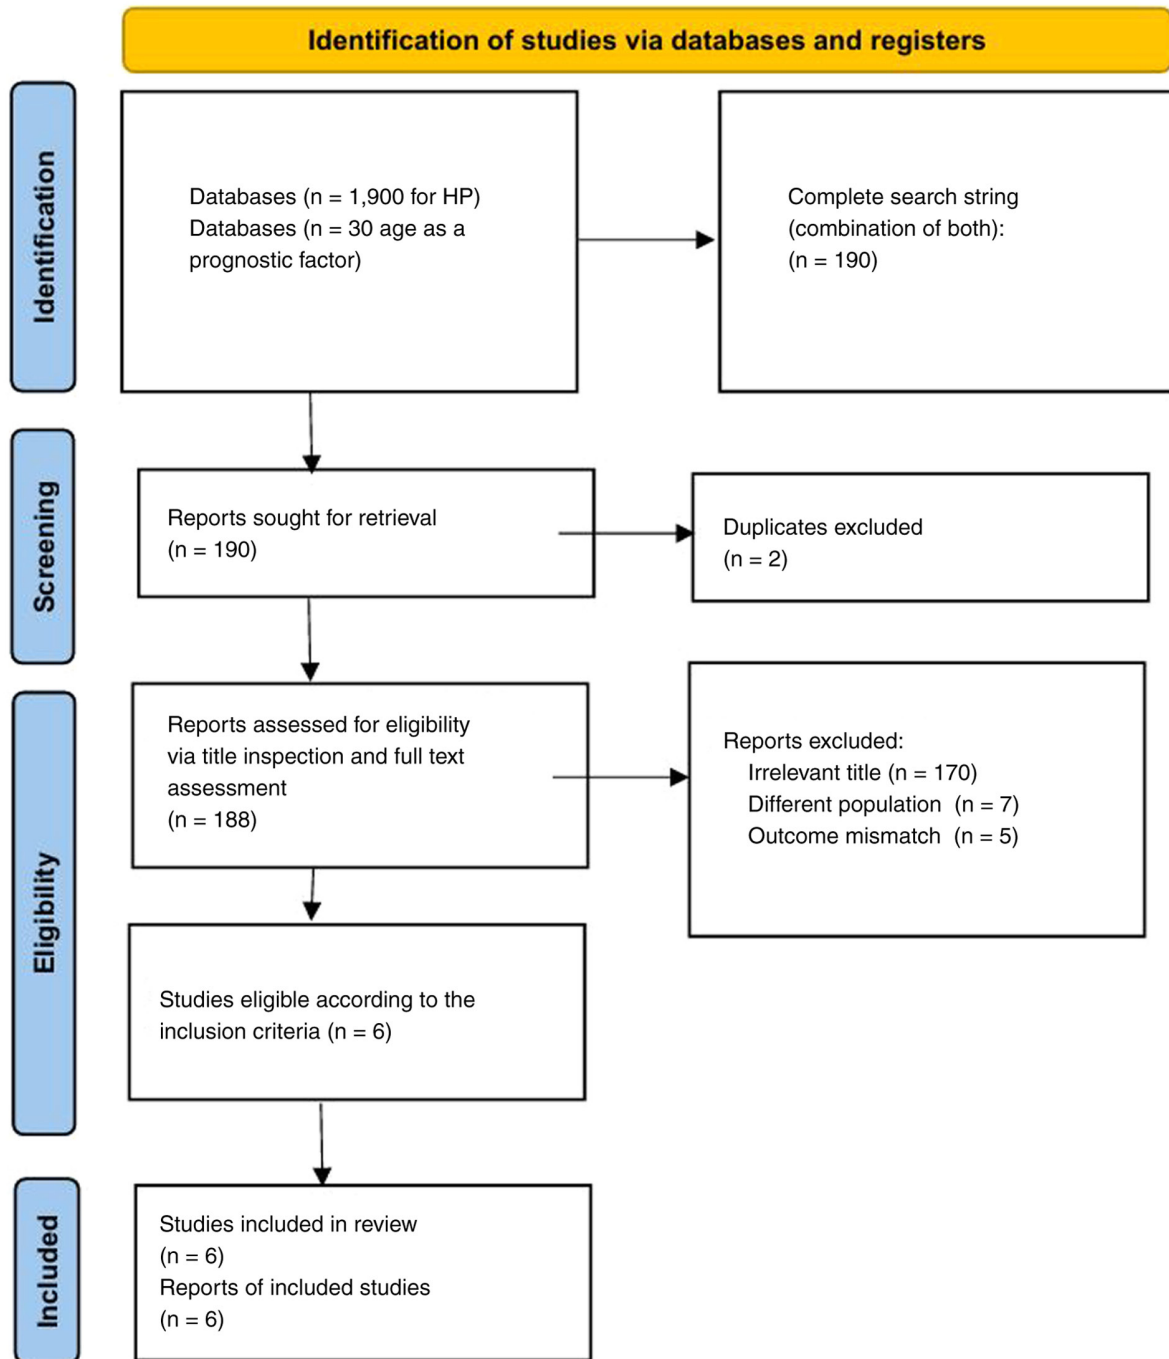 Identification of studies via databases and registers
Identification
Databases (n = 1,900 for HP)
Databases (n = 30 age as a
prognostic factor)
Complete search string
(combination of both):
(n = 190)
Screening
Reports sought for retrieval
(n = 190)
Duplicates excluded
(n = 2)
Eligibility
Reports assessed for eligibility
via title inspection and full text
assessment
(n = 188)
Reports excluded:
Irrelevant title (n = 170)
Different population (n = 7)
Outcome mismatch (n = 5)
Studies eligible according to the
inclusion criteria (n = 6)
Included
Studies included in review
(n = 6)
Reports of included studies
(n = 6)